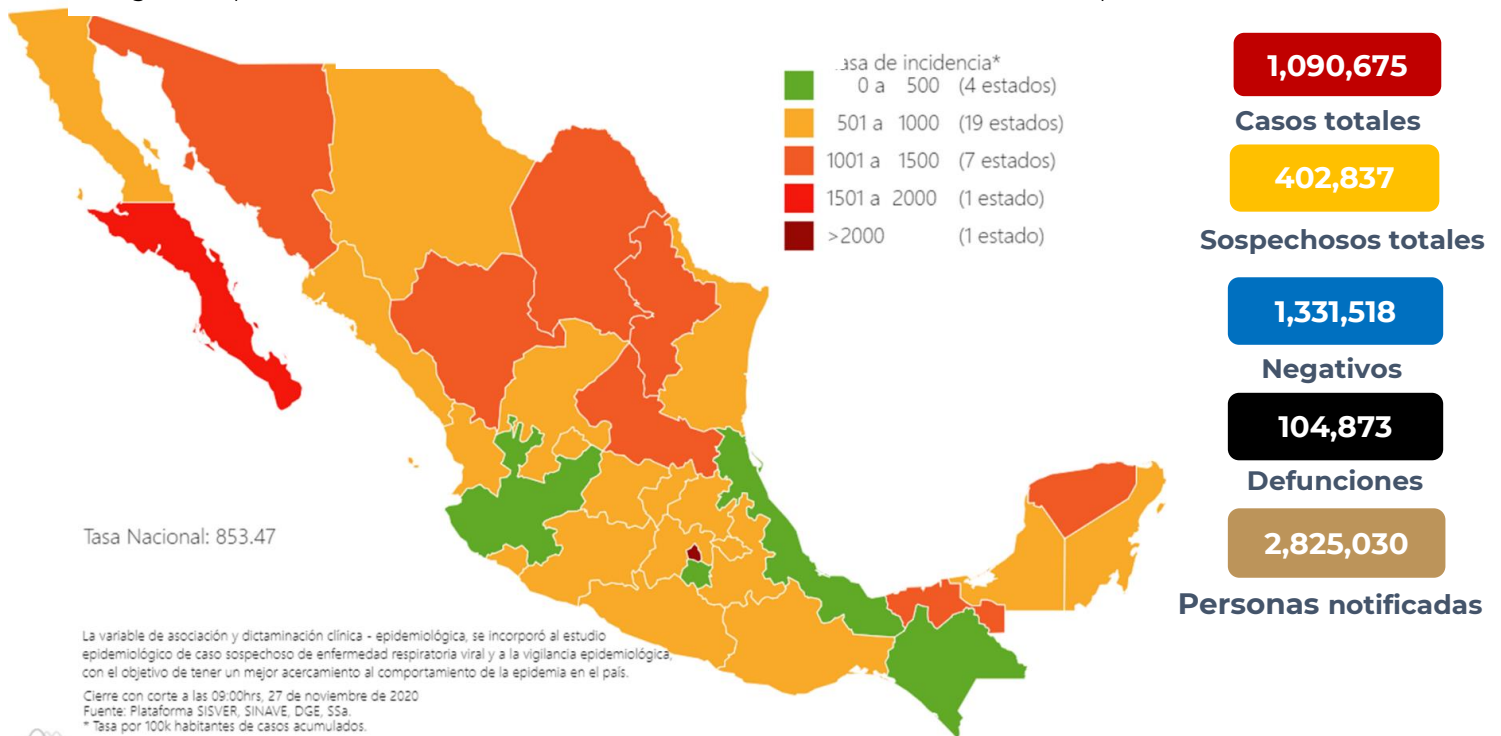 asa de incidencia*
0 a 500 (4 estados)
501 a 1000 (19 estados)
1001 a 1500 (7 estados)
1501 a 2000 (1 estado)
>2000 (1 estado)
1,090,675
Casos totales
402,837
Sospechosos totales
1,331,518
Negativos
104,873
Defunciones
2,825,030
Personas notificadas
Tasa Nacional: 853.47
La variable de asociación y dictaminación clínica - epidemiológica, se incorporó al estudio
epidemiológico de caso sospechoso de enfermedad respiratoria viral y a la vigilancia epidemiológica,
con el objetivo de tener un mejor acercamiento al comportamiento de la epidemia en el país.
Cierre con corte a las 09:00hrs, 27 de noviembre de 2020
Fuente: Plataforma SISVER, SINAVE, DGE, SSa.
* Tasa por 100k habitantes de casos acumulados.